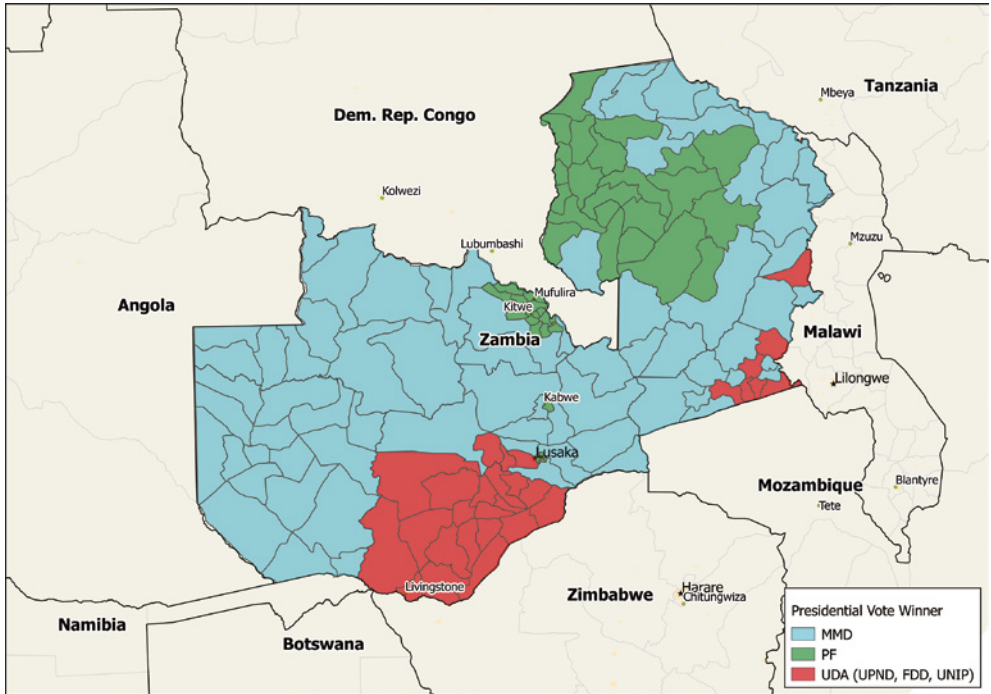 Tanzania
Mbeya
Dem. Rep. Congo
Kolwezi
Lubumbashi
Mzuzu
Mufulira
Angola
Kitwe
Zambia
Malawi
Lilongwe
Kabwe
Lusaka
Mozambique
Blantyre
Tete
Livingstone
Zimbabwe
Harare
Chitungwiza
Namibia
Botswana
Presidential Vote Winner
MMD
PF
UDA (UPND, FDD, UNIP)